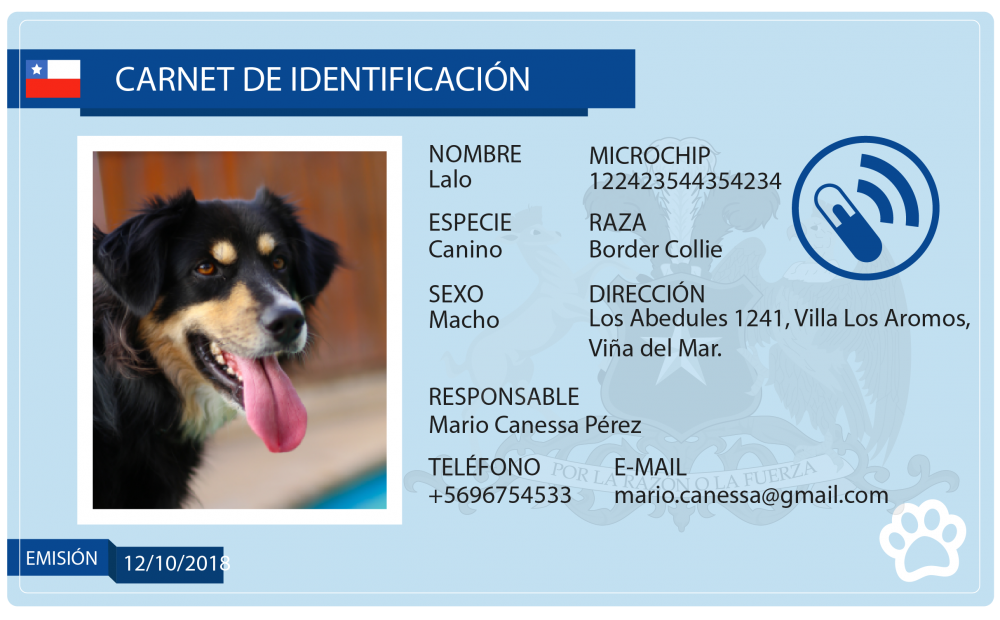 CARNET DE IDENTIFICACIÓN
NOMBRE
Lalo
MICROCHIP
122423544354234
ESPECIE
Canino
RAZA
Border Collie
SEXO
Macho
DIRECCIÓN
Los Abedules 1241, Villa Los Aromos,
Viña del Mar.
RESPONSABLE
Mario Canessa Pérez
TELÉFONO
+5696754533
E-MAIL
mario.canessa@gmail.com
POR LA RAZON O LA FUERZA
EMISIÓN
12/10/2018